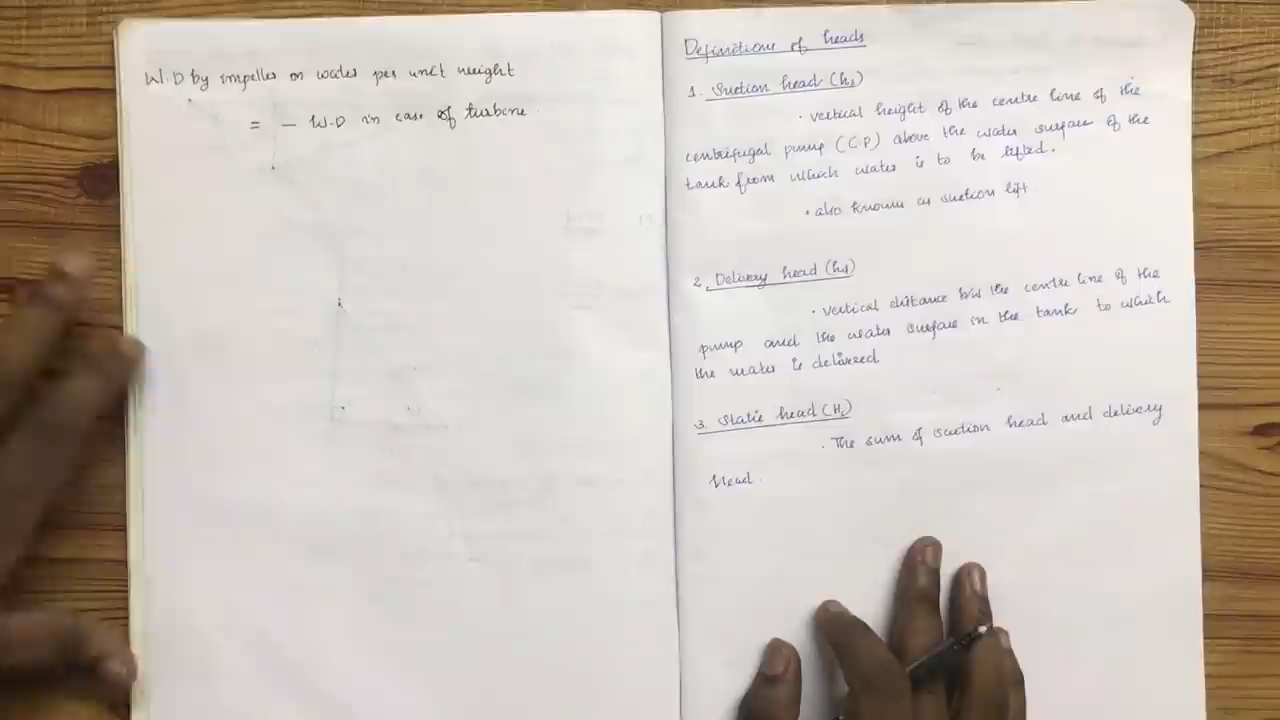 W.D by impeller on water per unit weight
= - W.D in case of turbine.
Definitions of heads
1. Suction head (hs)
• vertical height of the centre line of the
centrifugal pump (C.P) above the water surface of the
tank from which water is to be lifted.
• also known as suction lift
2. Delivery head (hd)
• vertical distance b/w the centre line of the
pump and the water surface in the tank to which
the water is delivered
3. Static head (Hs)
• The sum of suction head and delivery
head.